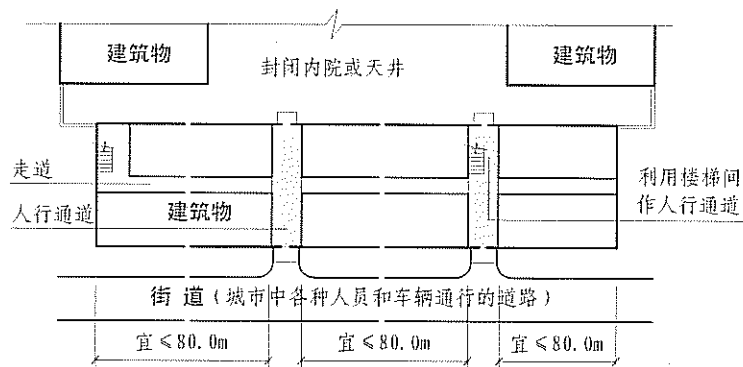 建筑物
封闭内院或天井
建筑物
走道
利用楼梯间
作人行通道
人行通道
建筑物
街 道（城市中各种人员和车辆通行的道路）
宜≤80.0m
宜≤80.0m
宜≤80.0m